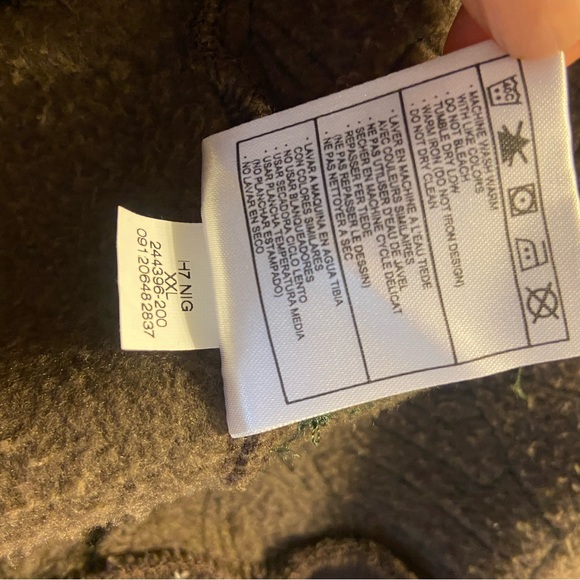 40C
· MACHINE WASH WARM
WITH LIKE COLORS
· DO NOT BLEACH
· TUMBLE DRY LOW
· WARM IRON (DO NOT IRON DESIGN)
· DO NOT DRY CLEAN
· LAVER EN MACHINE A L'EAU TIEDE
AVEC COULEURS SIMILAIRES
· NE PAS UTILISER D'EAU DE JAVEL
· SECHER EN MACHINE CYCLE DELICAT
REPASSER FER TIEDE
(NE PAS REPASSER LE DESSIN)
· NE PAS NETTOYER A SEC
· LAVAR A MAQUINA EN AGUA TIBIA
CON COLORES SIMILARES
· NO USAR BLANQUEADORES
· USAR SECADORA CICLO LENTO
· USAR PLANCHA TEMPERATURA MEDIA
(NO PLANCHAR ESTAMPADO)
· NO LAVAR EN SECO
H7 NIG
XXL
244396-200
091206482837